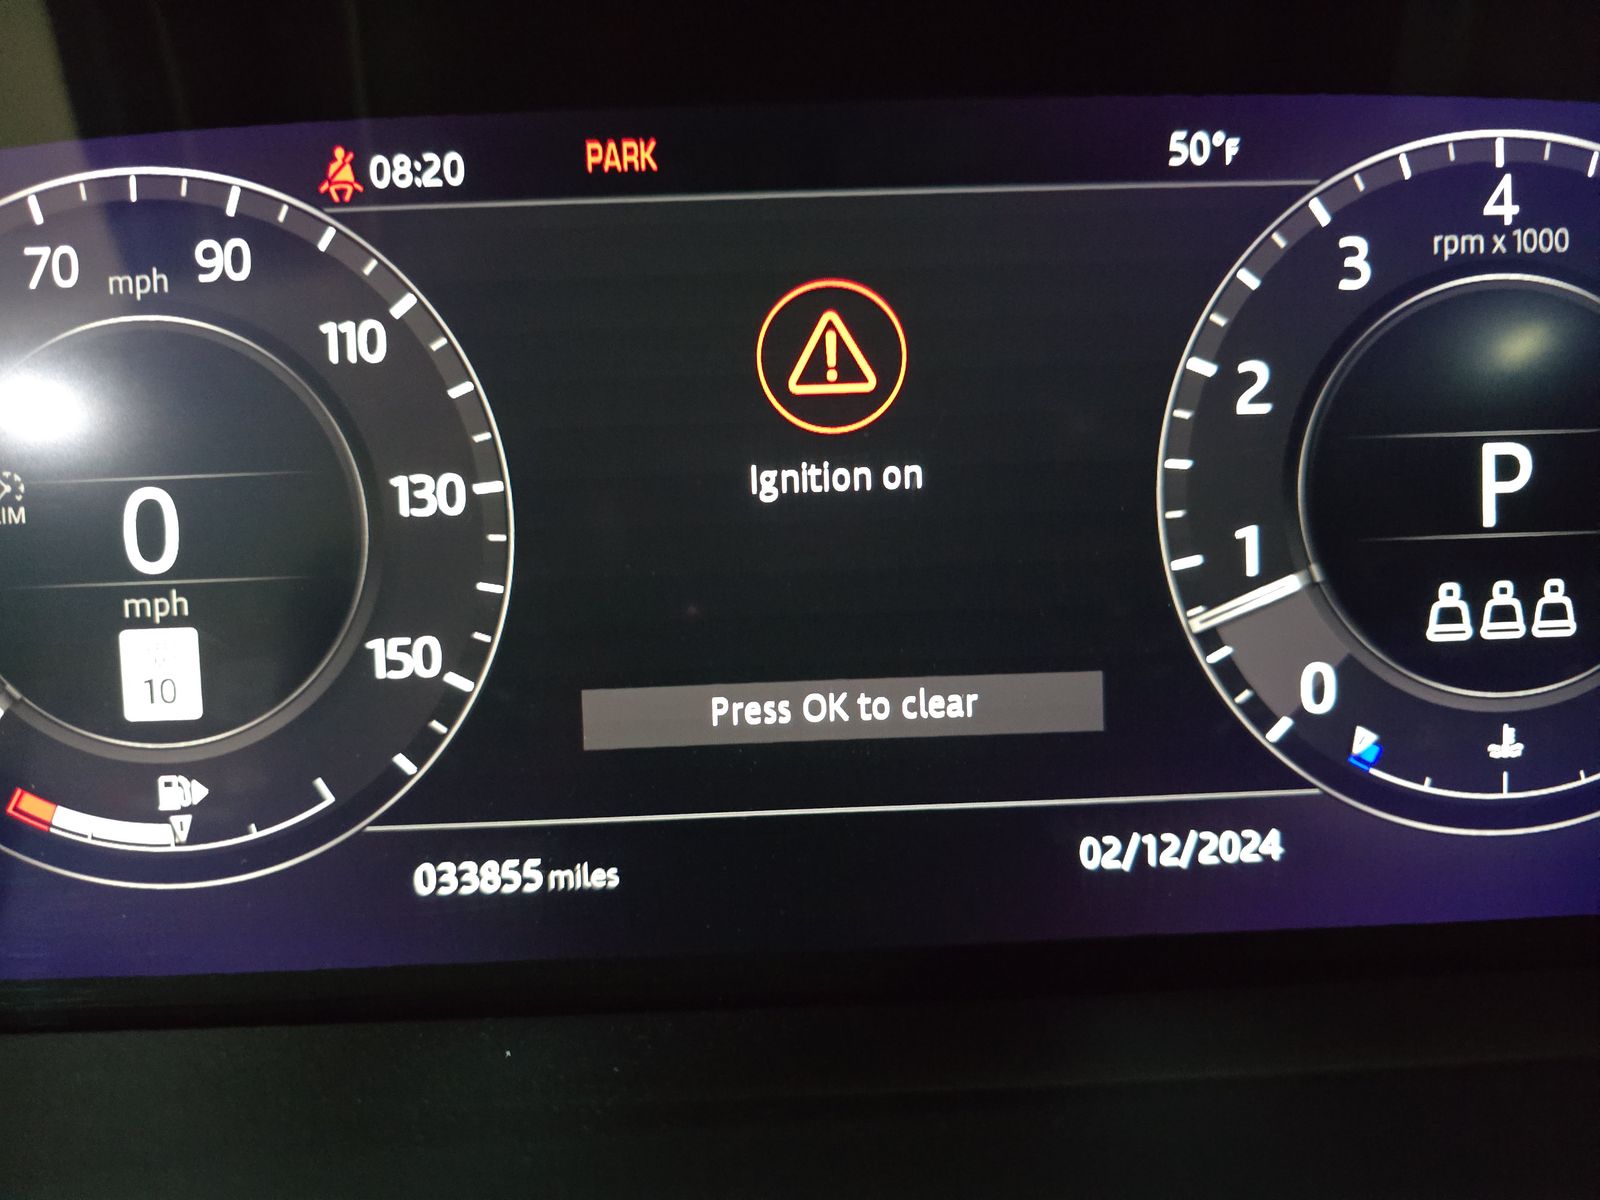 08:20
PARK
50°F
70
mph
90
110
130
150
0
mph
10
Ignition on
Press OK to clear
4
rpm x 1000
3
2
1
0
P
033855 miles
02/12/2024